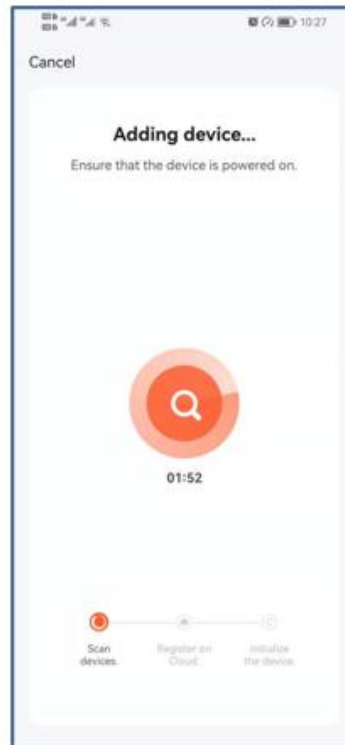 10:27
Cancel
Adding device...
Ensure that the device is powered on.
01:52
Scan
devices.
Register on
Cloud.
Initialize
the device.